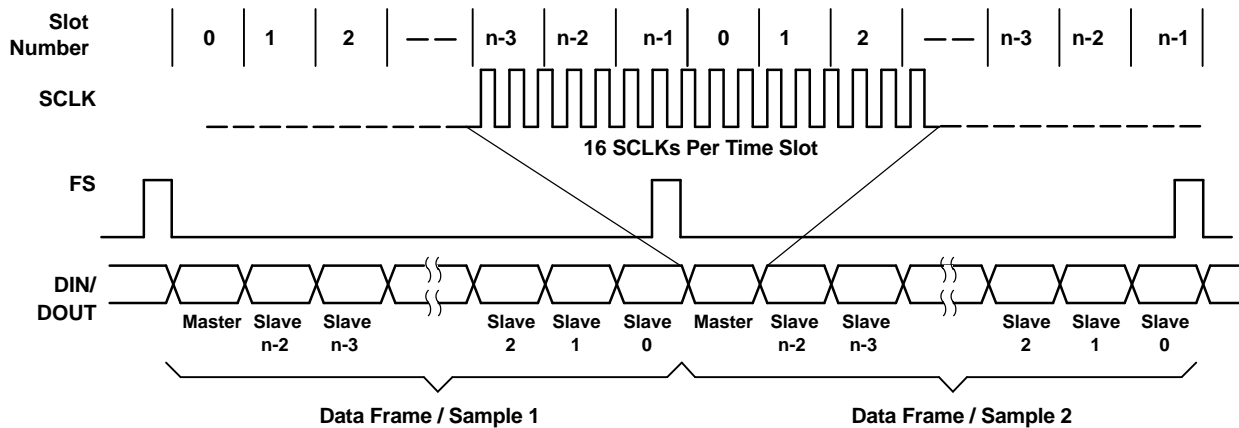 Slot
Number
0 1 2 n-3 n-2 n-1 0 1 2 n-3 n-2 n-1
SCLK
16 SCLKs Per Time Slot
FS
DIN/
DOUT
Master Slave Slave Slave Slave Slave Master Slave Slave Slave Slave Slave
n-2 n-3 2 1 0 n-2 n-3 2 1 0
Data Frame / Sample 1 Data Frame / Sample 2